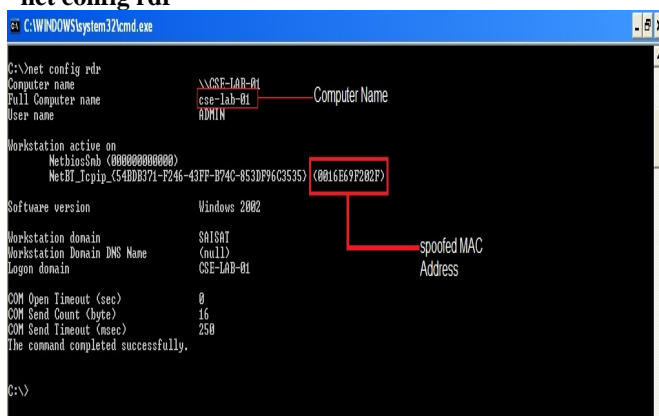 net config rdr
C:\WINDOWS\system32\cmd.exe
C:\>net config rdr
Computer name \\CSE-LAB-01
Full Computer name cse-lab-01
Computer Name
User name ADMIN
Workstation active on
NetbiosSmb (000000000000)
NetBT_Tcpip_{54BDB371-F246-43FF-B74C-853DF96C3535} (0016E69F202F)
Software version Windows 2002
Workstation domain SAISAT
Workstation Domain DNS Name (null)
Logon domain CSE-LAB-01
spoofed MAC
Address
COM Open Timeout (sec) 0
COM Send Count (byte) 16
COM Send Timeout (msec) 250
The command completed successfully.
C:\>